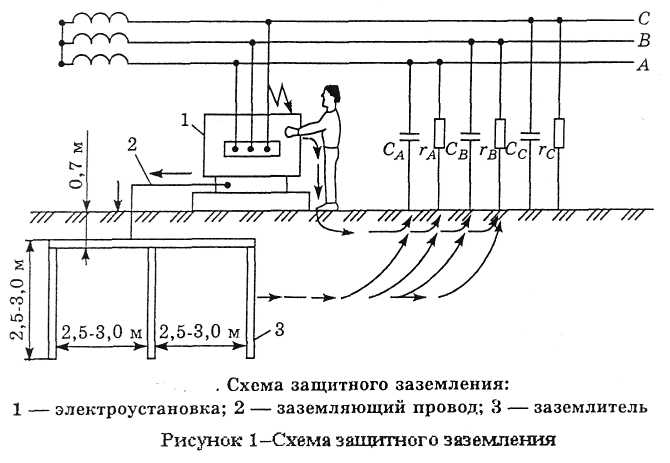 C
B
A
1
2
0,7 м
C_A
r_A
C_B
r_B
C_C
r_C
2,5-3,0 м
2,5-3,0 м
2,5-3,0 м
3
. Схема защитного заземления:
1 — электроустановка; 2 — заземляющий провод; 3 — заземлитель
Рисунок 1–Схема защитного заземления